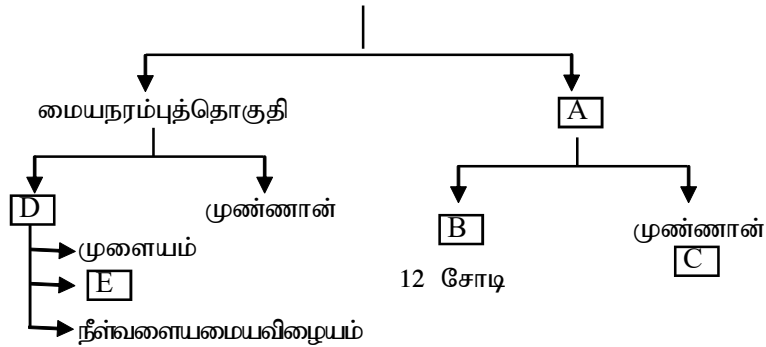 மையநரம்புத்தொகுதி
A
D
முண்ணான்
B
முண்ணான்
C
முளையம்
E
12 சோடி
நீள்வளையமையவிழையம்